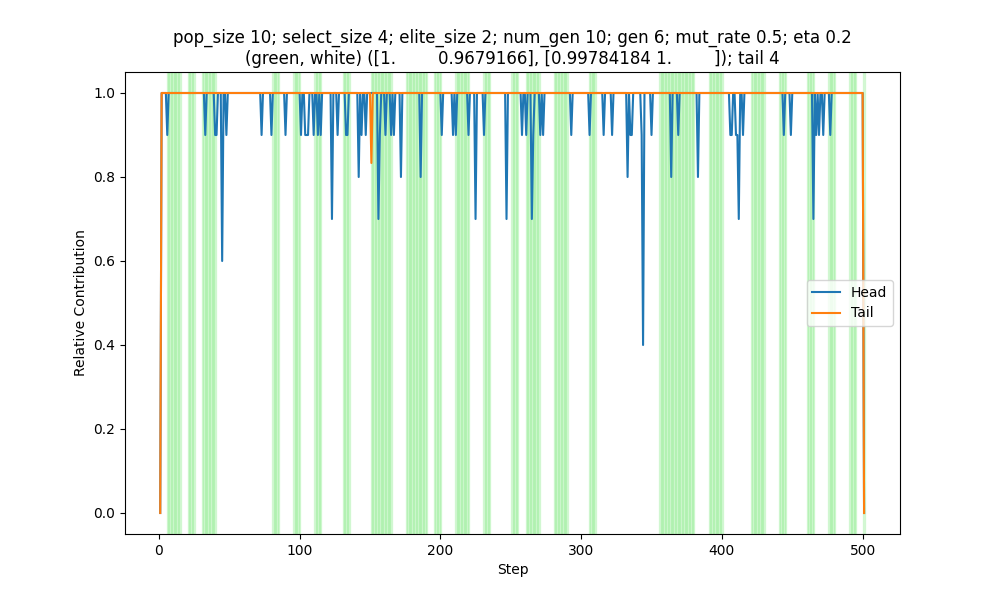 pop_size 10; select_size 4; elite_size 2; num_gen 10; gen 6; mut_rate 0.5; eta 0.2
(green, white) ([1.         0.9679166], [0.99784184 1.         ]); tail 4
1.0
0.8
0.6
0.4
0.2
0.0
Relative Contribution
Head
Tail
0
100
200
300
400
500
Step